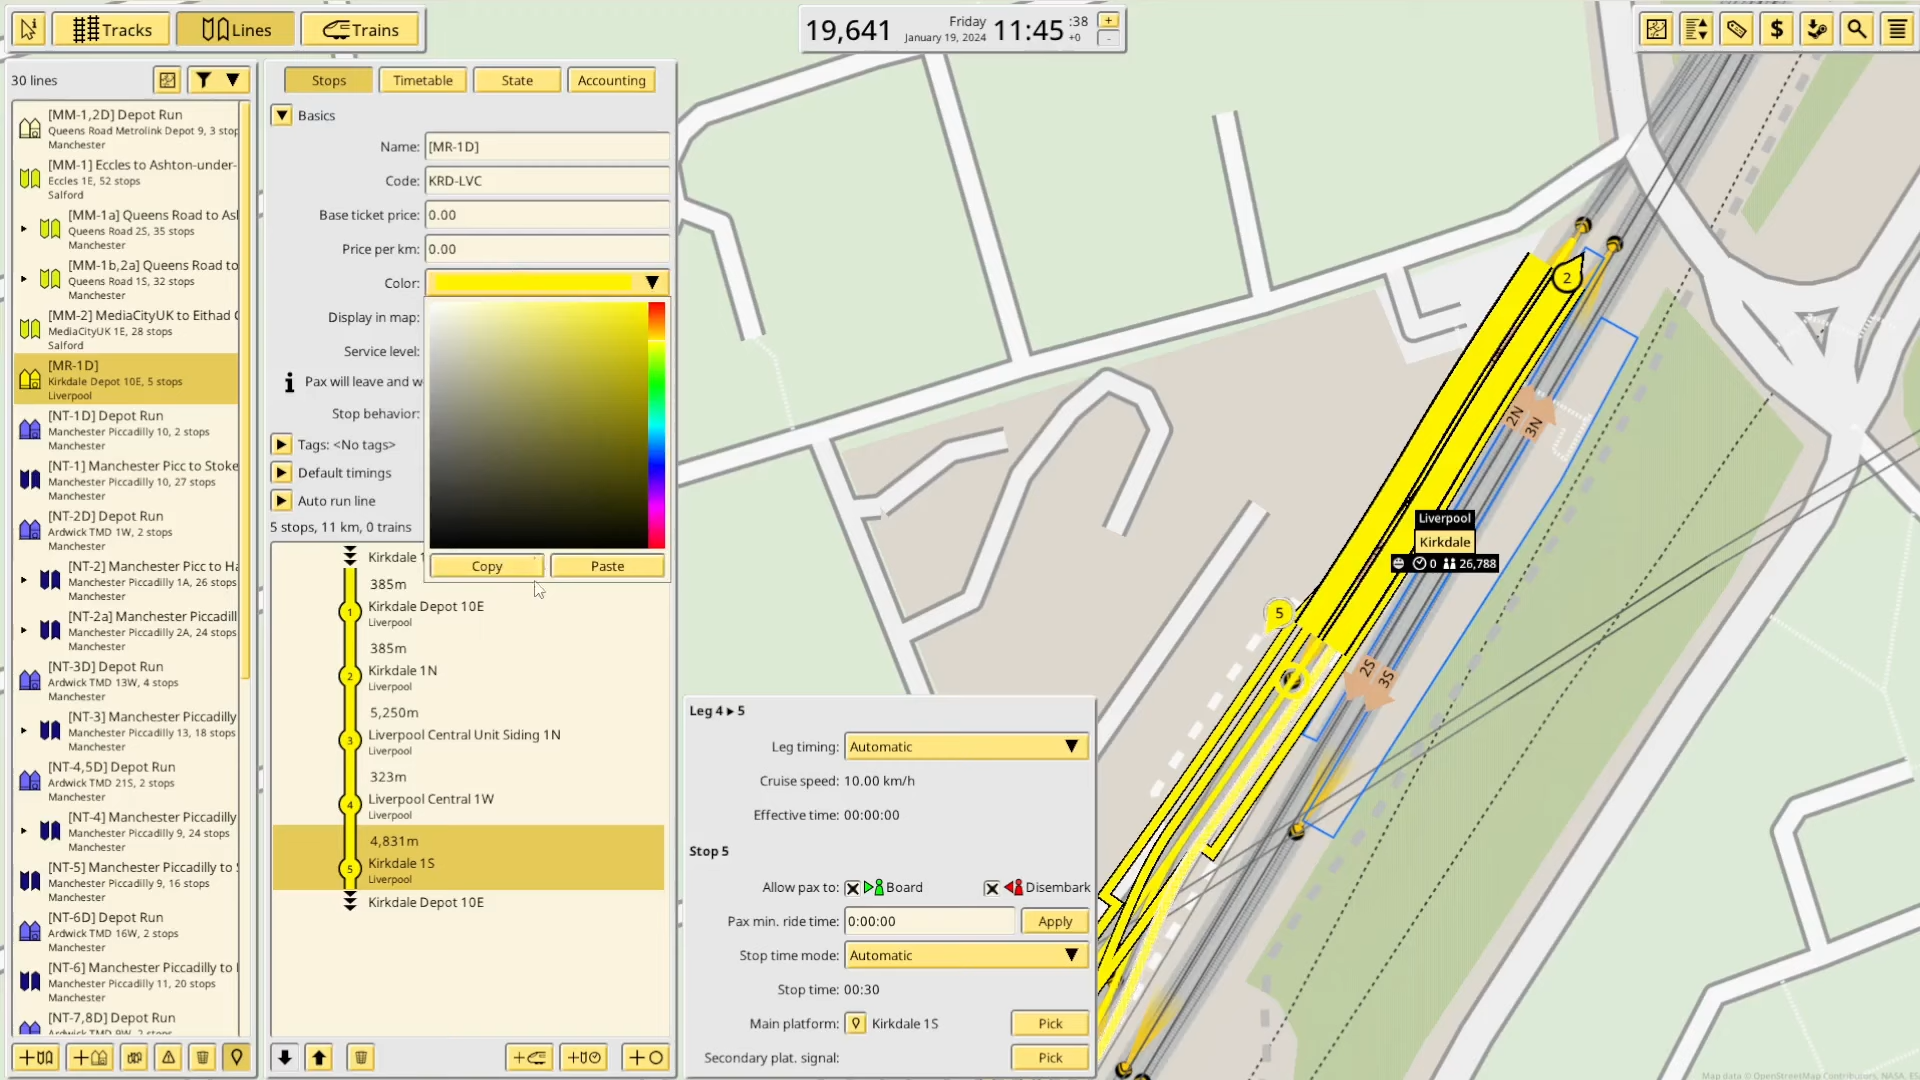 Tracks
Lines
Trains
19,641
Friday
January 19, 2024
11:45
:38
+0
+
-
$
30 lines
[MM-1,2D] Depot Run
Queens Road Metrolink Depot 9, 3 stop
Manchester
[MM-1] Eccles to Ashton-under-
Eccles 1E, 52 stops
Salford
[MM-1a] Queens Road to Asl
Queens Road 2S, 35 stops
Manchester
[MM-1b,2a] Queens Road to
Queens Road 1S, 32 stops
Manchester
[MM-2] MediaCityUK to Eithad C
MediaCityUK 1E, 28 stops
Salford
[MR-1D]
Kirkdale Depot 10E, 5 stops
Liverpool
[NT-1D] Depot Run
Manchester Piccadilly 10, 2 stops
Manchester
[NT-1] Manchester Picc to Stoke
Manchester Piccadilly 10, 27 stops
Manchester
[NT-2D] Depot Run
Ardwick TMD 1W, 2 stops
Manchester
[NT-2] Manchester Picc to Ha
Manchester Piccadilly 1A, 26 stops
Manchester
[NT-2a] Manchester Piccadill
Manchester Piccadilly 2A, 24 stops
Manchester
[NT-3D] Depot Run
Ardwick TMD 13W, 4 stops
Manchester
[NT-3] Manchester Piccadilly
Manchester Piccadilly 13, 18 stops
Manchester
[NT-4,5D] Depot Run
Ardwick TMD 21S, 2 stops
Manchester
[NT-4] Manchester Piccadilly
Manchester Piccadilly 9, 24 stops
Manchester
[NT-5] Manchester Piccadilly to S
Manchester Piccadilly 9, 16 stops
Manchester
[NT-6D] Depot Run
Ardwick TMD 16W, 2 stops
Manchester
[NT-6] Manchester Piccadilly to
Manchester Piccadilly 11, 20 stops
Manchester
[NT-7,8D] Depot Run
Ardwick TMD 9W, 2 stops
Stops
Timetable
State
Accounting
Basics
Name: [MR-1D]
Code: KRD-LVC
Base ticket price: 0.00
Price per km: 0.00
Color:
Display in map:
Service level:
Pax will leave and w
Stop behavior:
Tags: <No tags>
Default timings
Auto run line
5 stops, 11 km, 0 trains
Copy
Paste
Kirkdale 1
385m
1
Kirkdale Depot 10E
Liverpool
385m
2
Kirkdale 1N
Liverpool
5,250m
3
Liverpool Central Unit Siding 1N
Liverpool
323m
4
Liverpool Central 1W
Liverpool
4,831m
5
Kirkdale 1S
Liverpool
Kirkdale Depot 10E
Leg 4 ▸ 5
Leg timing: Automatic
Cruise speed: 10.00 km/h
Effective time: 00:00:00
Stop 5
Allow pax to: Board Disembark
Pax min. ride time: 0:00:00 Apply
Stop time mode: Automatic
Stop time: 00:30
Main platform: Kirkdale 1S Pick
Secondary plat. signal: Pick
2
2N
3N
Liverpool
Kirkdale
0 26,788
5
2S
3S
Map data © OpenStreetMap Contributors, NASA, ES